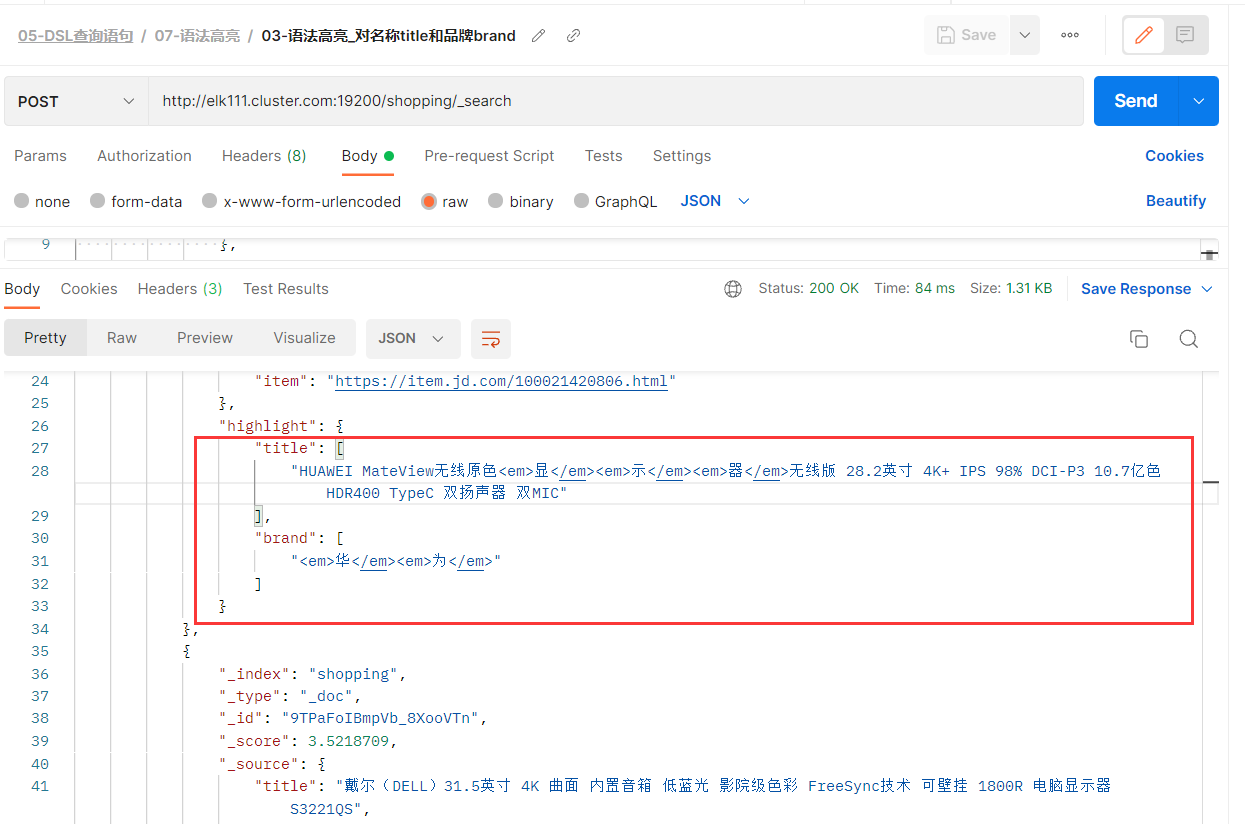 05-DSL查询语句 / 07-语法高亮 / 03-语法高亮_对名称title和品牌brand Save ooo
POST http://elk111.cluster.com:19200/shopping/_search Send
Params Authorization Headers (8) Body Pre-request Script Tests Settings Cookies
none form-data x-www-form-urlencoded raw binary GraphQL JSON Beautify
9 },
Body Cookies Headers (3) Test Results Status: 200 OK Time: 84 ms Size: 1.31 KB Save Response
Pretty Raw Preview Visualize JSON
24 "item": "https://item.jd.com/100021420806.html"
25 },
26 "highlight": {
27 "title": [
28 "HUAWEI MateView无线原色<em>显</em><em>示</em><em>器</em>无线版 28.2英寸 4K+ IPS 98% DCI-P3 10.7亿色
HDR400 TypeC 双扬声器 双MIC"
29 ],
30 "brand": [
31 "<em>华</em><em>为</em>"
32 ]
33 }
34 },
35 {
36 "_index": "shopping",
37 "_type": "_doc",
38 "_id": "9TPaFoIBmpVb_8XooVTn",
39 "_score": 3.5218709,
40 "_source": {
41 "title": "戴尔（DELL）31.5英寸 4K 曲面 内置音箱 低蓝光 影院级色彩 FreeSync技术 可壁挂 1800R 电脑显示器
S3221QS",